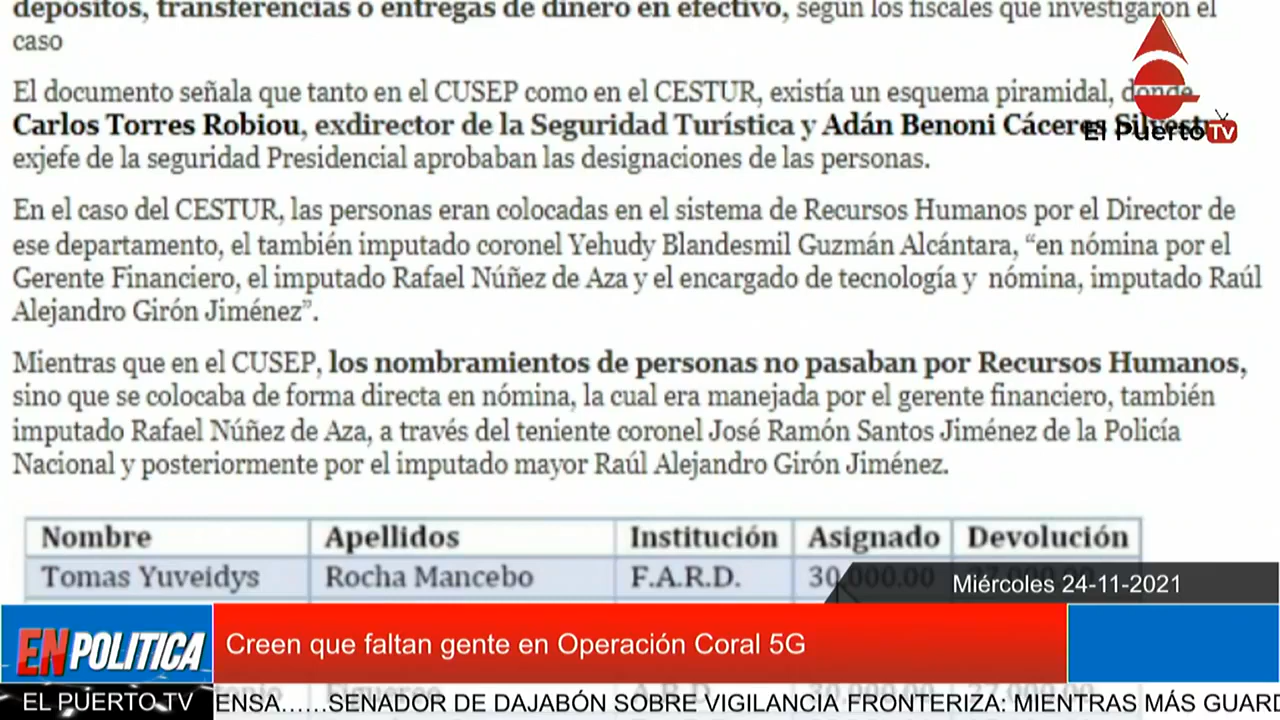 depósitos, transferencias o entregas de dinero en efectivo, según los fiscales que investigaron el
caso
El documento señala que tanto en el CUSEP como en el CESTUR, existía un esquema piramidal, donde
Carlos Torres Robiou, exdirector de la Seguridad Turística y Adán Benoni Cáceres Silvestre
El Puerto TV
exjefe de la seguridad Presidencial aprobaban las designaciones de las personas.
En el caso del CESTUR, las personas eran colocadas en el sistema de Recursos Humanos por el Director de
ese departamento, el también imputado coronel Yehudy Blandesmil Guzmán Alcántara, “en nómina por el
Gerente Financiero, el imputado Rafael Núñez de Aza y el encargado de tecnología y nómina, imputado Raúl
Alejandro Girón Jiménez”.
Mientras que en el CUSEP, los nombramientos de personas no pasaban por Recursos Humanos,
sino que se colocaba de forma directa en nómina, la cual era manejada por el gerente financiero, también
imputado Rafael Núñez de Aza, a través del teniente coronel José Ramón Santos Jiménez de la Policía
Nacional y posteriormente por el imputado mayor Raúl Alejandro Girón Jiménez.
Nombre Apellidos Institución Asignado Devolución
Tomas Yuveidys Rocha Mancebo F.A.R.D. 30,000.00
Miércoles 24-11-2021
EN POLITICA
Creen que faltan gente en Operación Coral 5G
EL PUERTO TV
ENSA......SENADOR DE DAJABÓN SOBRE VIGILANCIA FRONTERIZA: MIENTRAS MÁS GUARD